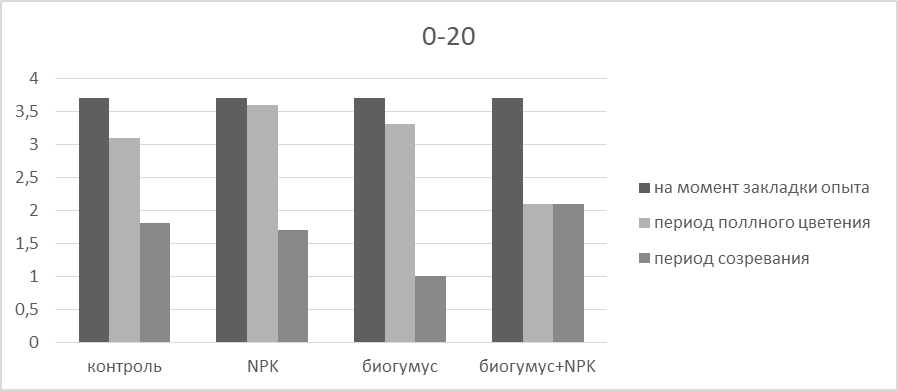 0-20
4
3,5
3
2,5
2
1,5
1
0,5
0
контроль
NPK
биогумус
биогумус+NPK
на момент закладки опыта
период поллного цветения
период созревания